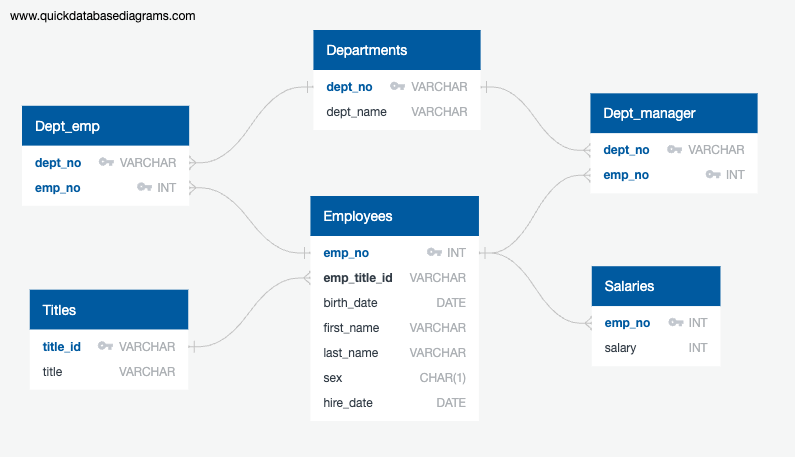 www.quickdatabasediagrams.com
Departments
dept_no VARCHAR
dept_name VARCHAR
Dept_emp
dept_no VARCHAR
emp_no INT
Dept_manager
dept_no VARCHAR
emp_no INT
Employees
emp_no INT
emp_title_id VARCHAR
birth_date DATE
first_name VARCHAR
last_name VARCHAR
sex CHAR(1)
hire_date DATE
Titles
title_id VARCHAR
title VARCHAR
Salaries
emp_no INT
salary INT